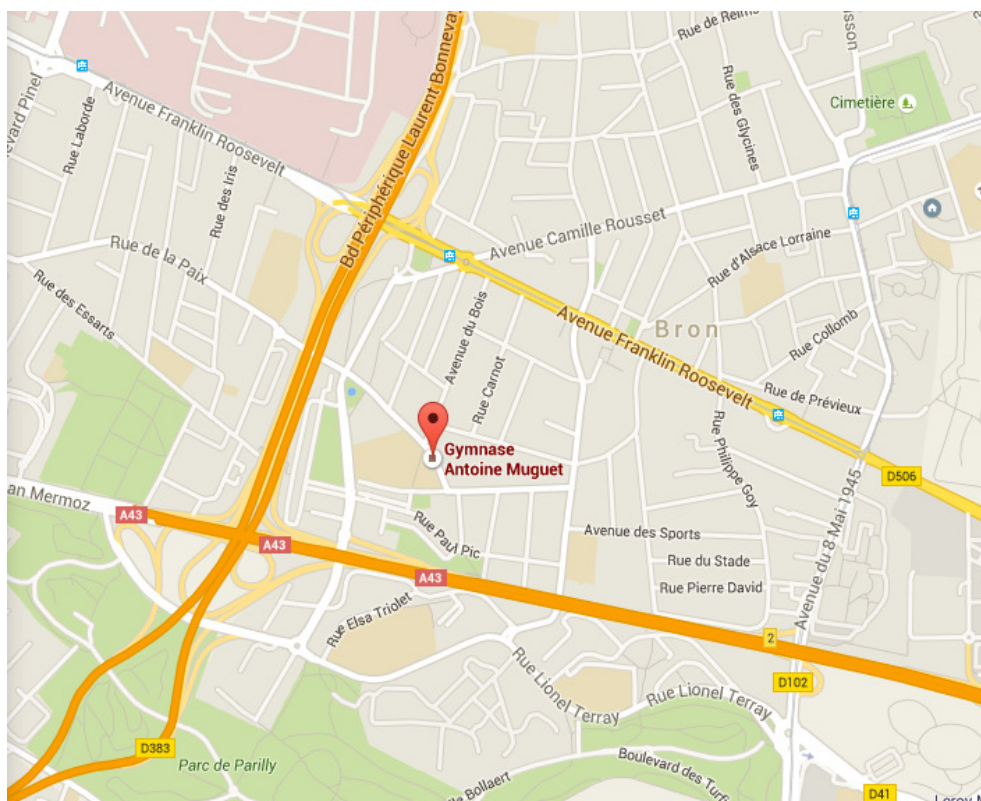 Rue de Reims
Cimetière
Avenue Franklin Roosevelt
Rue Laborde
Rue des Iris
Bd Périphérique Laurent Bonnevay
Rue des Glycines
Rue de la Paix
Rue des Essarts
Avenue Camille Rousset
Rue d'Alsace Lorraine
Avenue du Bois
Rue Carnot
Avenue Franklin Roosevelt
Bron
Rue Collomb
Rue de Prévieux
Rue Philippe Goy
Gymnase
Antoine Muguet
D506
an Mermoz
A43
A43
A43
Rue Paul Pic
Avenue des Sports
Rue du Stade
Rue Pierre David
Avenue du 8 Mai 1945
Rue Elsa Triolet
2
Rue Lionel Terray
Rue Lionel Terray
D102
D383
Parc de Parilly
Bollaert
Boulevard des Turf
D41